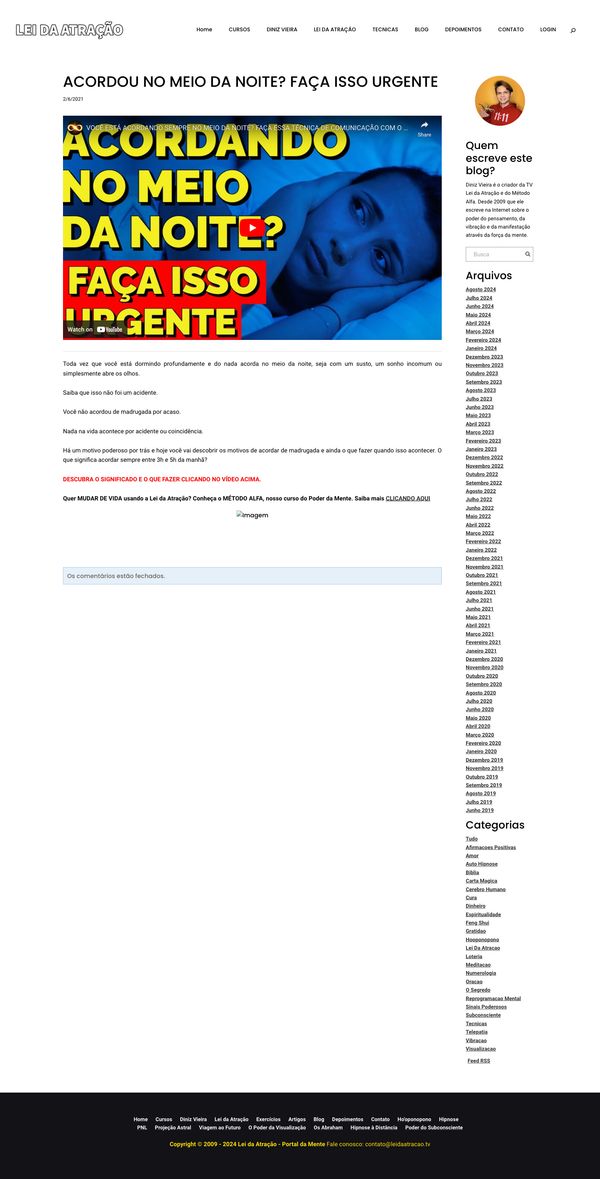 LEI DA ATRAÇÃO
Home CURSOS DINIZ VIEIRA LEI DA ATRAÇÃO TECNICAS BLOG DEPOIMENTOS CONTATO LOGIN
ACORDOU NO MEIO DA NOITE? FAÇA ISSO URGENTE
2/6/2021
VOCÊ ESTÁ ACORDANDO SEMPRE NO MEIO DA NOITE? FAÇA ESSA TÉCNICA DE COMUNICAÇÃO COM O ...
Share
ACORDANDO
NO MEIO
DA NOITE?
FAÇA ISSO
URGENTE
Watch on YouTube
Toda vez que você está dormindo profundamente e do nada acorda no meio da noite, seja com um susto, um sonho incomum ou
simplesmente abre os olhos.
Saiba que isso não foi um acidente.
Você não acordou de madrugada por acaso.
Nada na vida acontece por acidente ou coincidência.
Há um motivo poderoso por trás e hoje você vai descobrir os motivos de acordar de madrugada e ainda o que fazer quando isso acontecer. O
que significa acordar sempre entre 3h e 5h da manhã?
DESCUBRA O SIGNIFICADO E O QUE FAZER CLICANDO NO VÍDEO ACIMA.
Quer MUDAR DE VIDA usando a Lei da Atração? Conheça o MÉTODO ALFA, nosso curso do Poder da Mente. Saiba mais CLICANDO AQUI
Imagem
Os comentários estão fechados.
11:11
Quem
escreve este
blog?
Diniz Vieira é o criador da TV
Lei da Atração e do Método
Alfa. Desde 2009 que ele
escreve na Internet sobre o
poder do pensamento, da
vibração e da manifestação
através da força da mente.
Busca
Arquivos
Agosto 2024
Julho 2024
Junho 2024
Maio 2024
Abril 2024
Março 2024
Fevereiro 2024
Janeiro 2024
Dezembro 2023
Novembro 2023
Outubro 2023
Setembro 2023
Agosto 2023
Julho 2023
Junho 2023
Maio 2023
Abril 2023
Março 2023
Fevereiro 2023
Janeiro 2023
Dezembro 2022
Novembro 2022
Outubro 2022
Setembro 2022
Agosto 2022
Julho 2022
Junho 2022
Maio 2022
Abril 2022
Março 2022
Fevereiro 2022
Janeiro 2022
Dezembro 2021
Novembro 2021
Outubro 2021
Setembro 2021
Agosto 2021
Julho 2021
Junho 2021
Maio 2021
Abril 2021
Março 2021
Fevereiro 2021
Janeiro 2021
Dezembro 2020
Novembro 2020
Outubro 2020
Setembro 2020
Agosto 2020
Julho 2020
Junho 2020
Maio 2020
Abril 2020
Março 2020
Fevereiro 2020
Janeiro 2020
Dezembro 2019
Novembro 2019
Outubro 2019
Setembro 2019
Agosto 2019
Julho 2019
Junho 2019
Categorias
Tudo
Afirmacoes Positivas
Amor
Auto Hipnose
Biblia
Carta Magica
Cerebro Humano
Cura
Dinheiro
Espiritualidade
Feng Shui
Gratidao
Hooponopono
Lei Da Atracao
Loteria
Meditacao
Numerologia
Oracao
O Segredo
Reprogramacao Mental
Sinais Poderosos
Subconsciente
Tecnicas
Telepatia
Vibracao
Visualizacao
Feed RSS
Home Cursos Diniz Vieira Lei da Atração Exercícios Artigos Blog Depoimentos Contato Ho'oponopono Hipnose
PNL Projeção Astral Viagem ao Futuro O Poder da Visualização Os Abraham Hipnose à Distância Poder do Subconsciente
Copyright © 2009 - 2024 Lei da Atração - Portal da Mente Fale conosco: contato@leidaatracao.tv